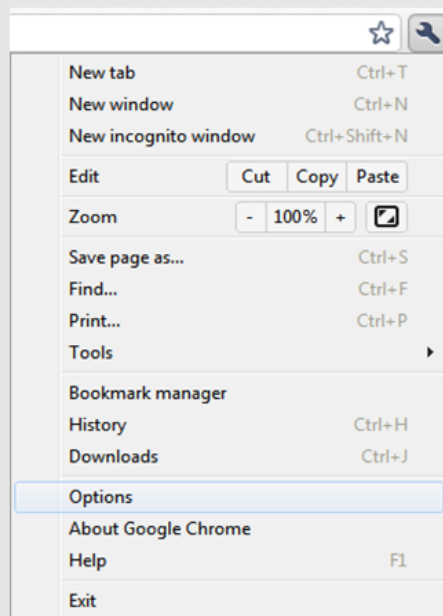 New tab Ctrl+T
New window Ctrl+N
New incognito window Ctrl+Shift+N
Edit Cut Copy Paste
Zoom - 100% +
Save page as... Ctrl+S
Find... Ctrl+F
Print... Ctrl+P
Tools
Bookmark manager
History Ctrl+H
Downloads Ctrl+J
Options
About Google Chrome
Help F1
Exit